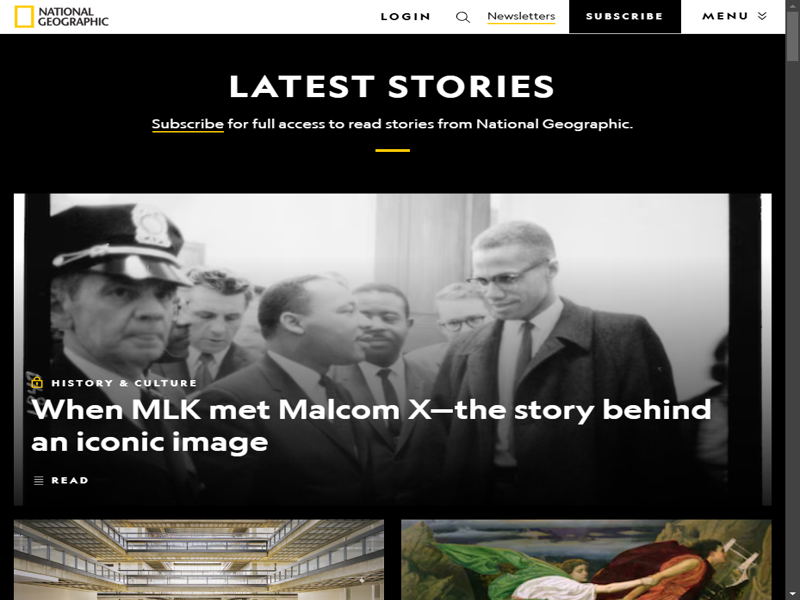 NATIONAL
GEOGRAPHIC
LOGIN
Newsletters
SUBSCRIBE
MENU
LATEST STORIES
Subscribe for full access to read stories from National Geographic.
HISTORY & CULTURE
When MLK met Malcom X—the story behind
an iconic image
READ